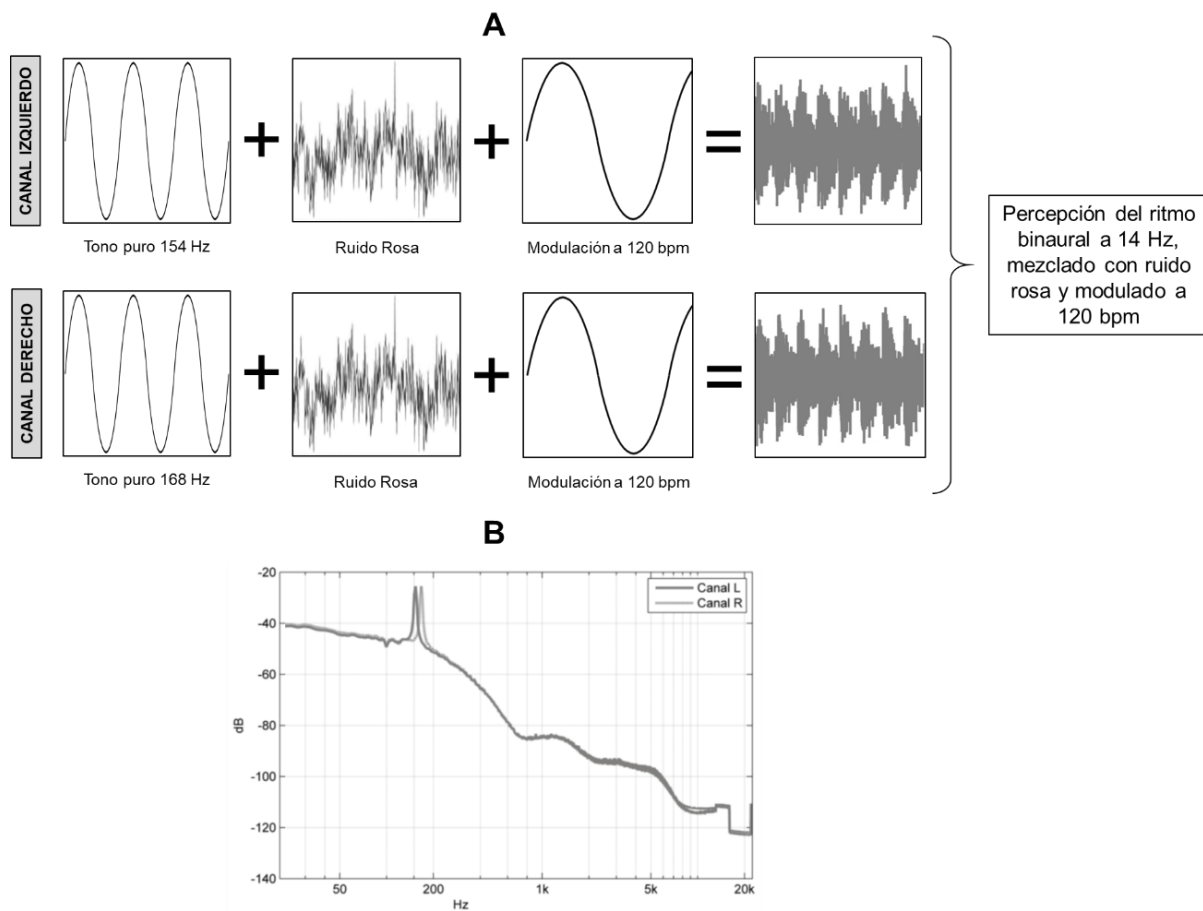 A
CANAL IZQUIERDO
Tono puro 154 Hz
Ruido Rosa
Modulación a 120 bpm
CANAL DERECHO
Tono puro 168 Hz
Ruido Rosa
Modulación a 120 bpm
Percepción del ritmo
binaural a 14 Hz,
mezclado con ruido
rosa y modulado a
120 bpm
B
Canal L
Canal R
dB
-20
-40
-60
-80
-100
-120
-140
50
200
1k
5k
20k
Hz